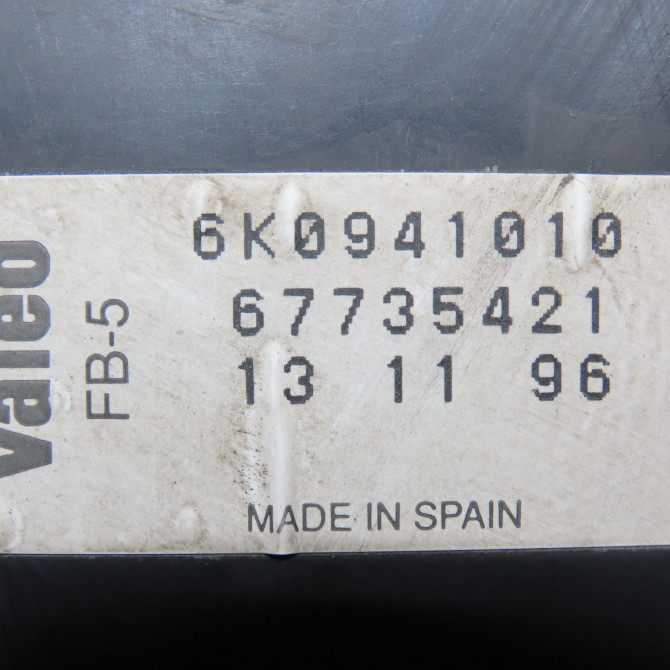 Valeo
FB-5
6K0941010
67735421
13 11 96
MADE IN SPAIN